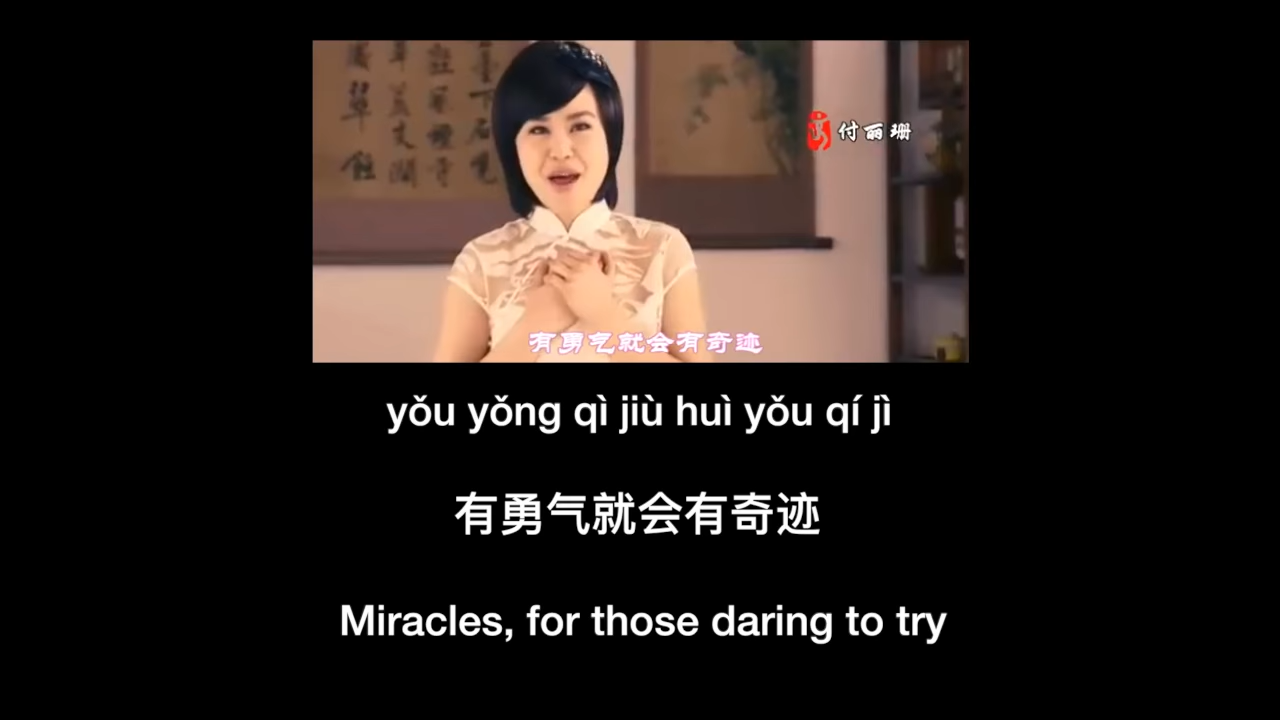 付丽珊
有勇气就会有奇迹
yǒu yǒng qì jiù huì yǒu qí jì
有勇气就会有奇迹
Miracles, for those daring to try